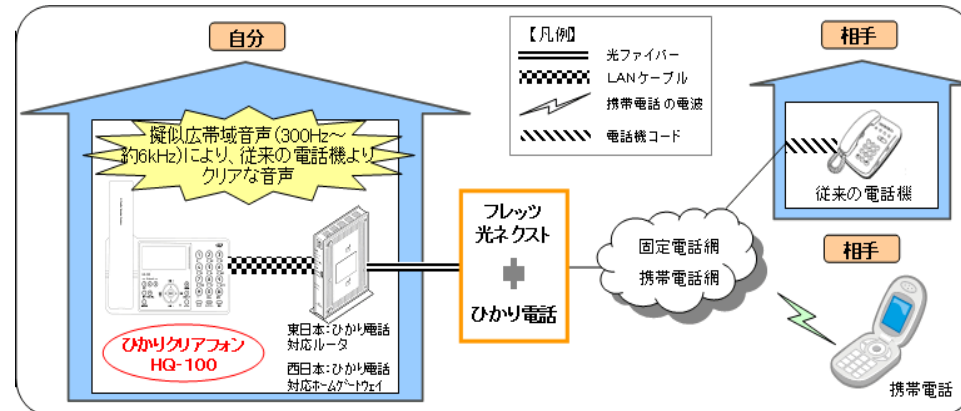 自分
擬似広帯域音声(300Hz～
約6kHz)により、従来の電話機より
クリアな音声
ひかりクリアフォン
HQ-100
東日本:ひかり電話
対応ルータ
西日本:ひかり電話
対応ホームゲートウェイ
【凡例】
光ファイバー
LANケーブル
携帯電話の電波
電話機コード
フレッツ
光ネクスト
+
ひかり電話
固定電話網
携帯電話網
相手
従来の電話機
相手
携帯電話